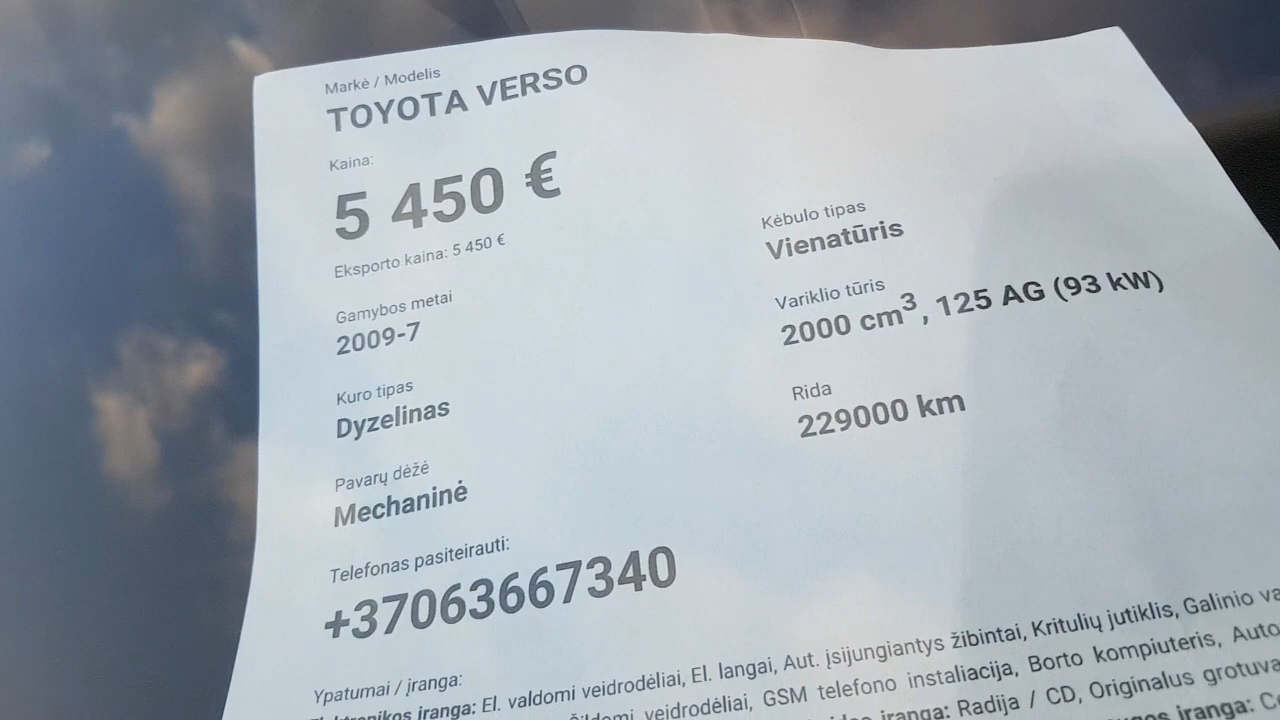 Markė / Modelis
TOYOTA VERSO
Kaina:
5 450 €
Eksporto kaina: 5 450 €
Gamybos metai
2009-7
Kuro tipas
Dyzelinas
Pavarų dėžė
Mechaninė
Telefonas pasiteirauti:
+37063667340
Kėbulo tipas
Vienatūris
Variklio tūris
2000 cm³, 125 AG (93 kW)
Rida
229000 km
Ypatumai / įranga:
įranga: El. valdomi veidrodėliai, El. langai, Aut. įsijungiantys žibintai, Kritulių jutiklis, Galinio
veidrodėliai, GSM telefono instaliacija, Borto kompiuteris, Auto
įranga: Radija / CD, Originalus
įranga: